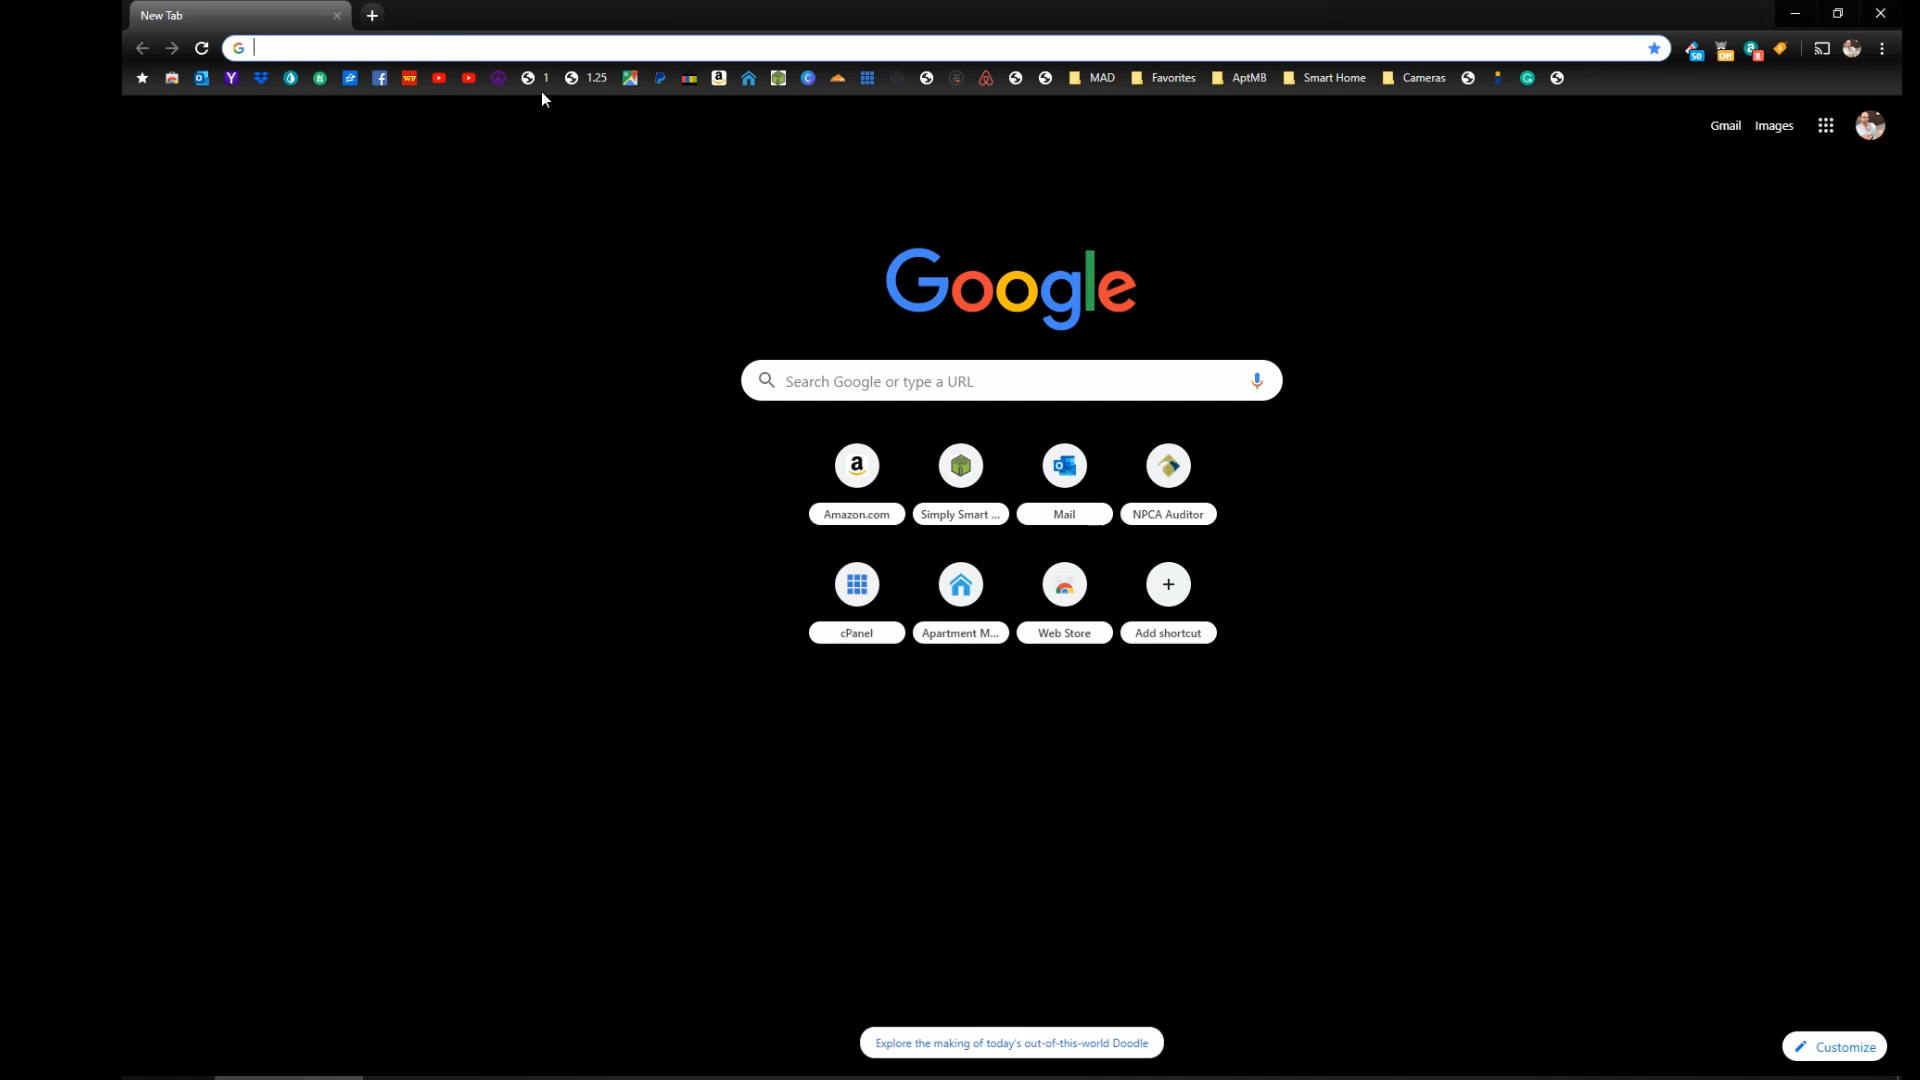 New Tab
1 1.25 MAD Favorites AptMB Smart Home Cameras
Gmail Images
Google
Search Google or type a URL
Amazon.com Simply Smart ... Mail NPCA Auditor
cPanel Apartment M... Web Store Add shortcut
Explore the making of today's out-of-this-world Doodle
Customize